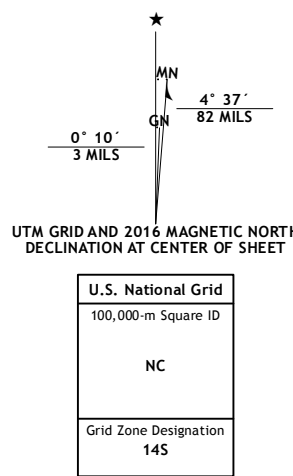 ★
MN
4° 37´
82 MILS
GN
0° 10´
3 MILS
UTM GRID AND 2016 MAGNETIC NORTH
DECLINATION AT CENTER OF SHEET
U.S. National Grid
100,000-m Square ID
NC
Grid Zone Designation
14S